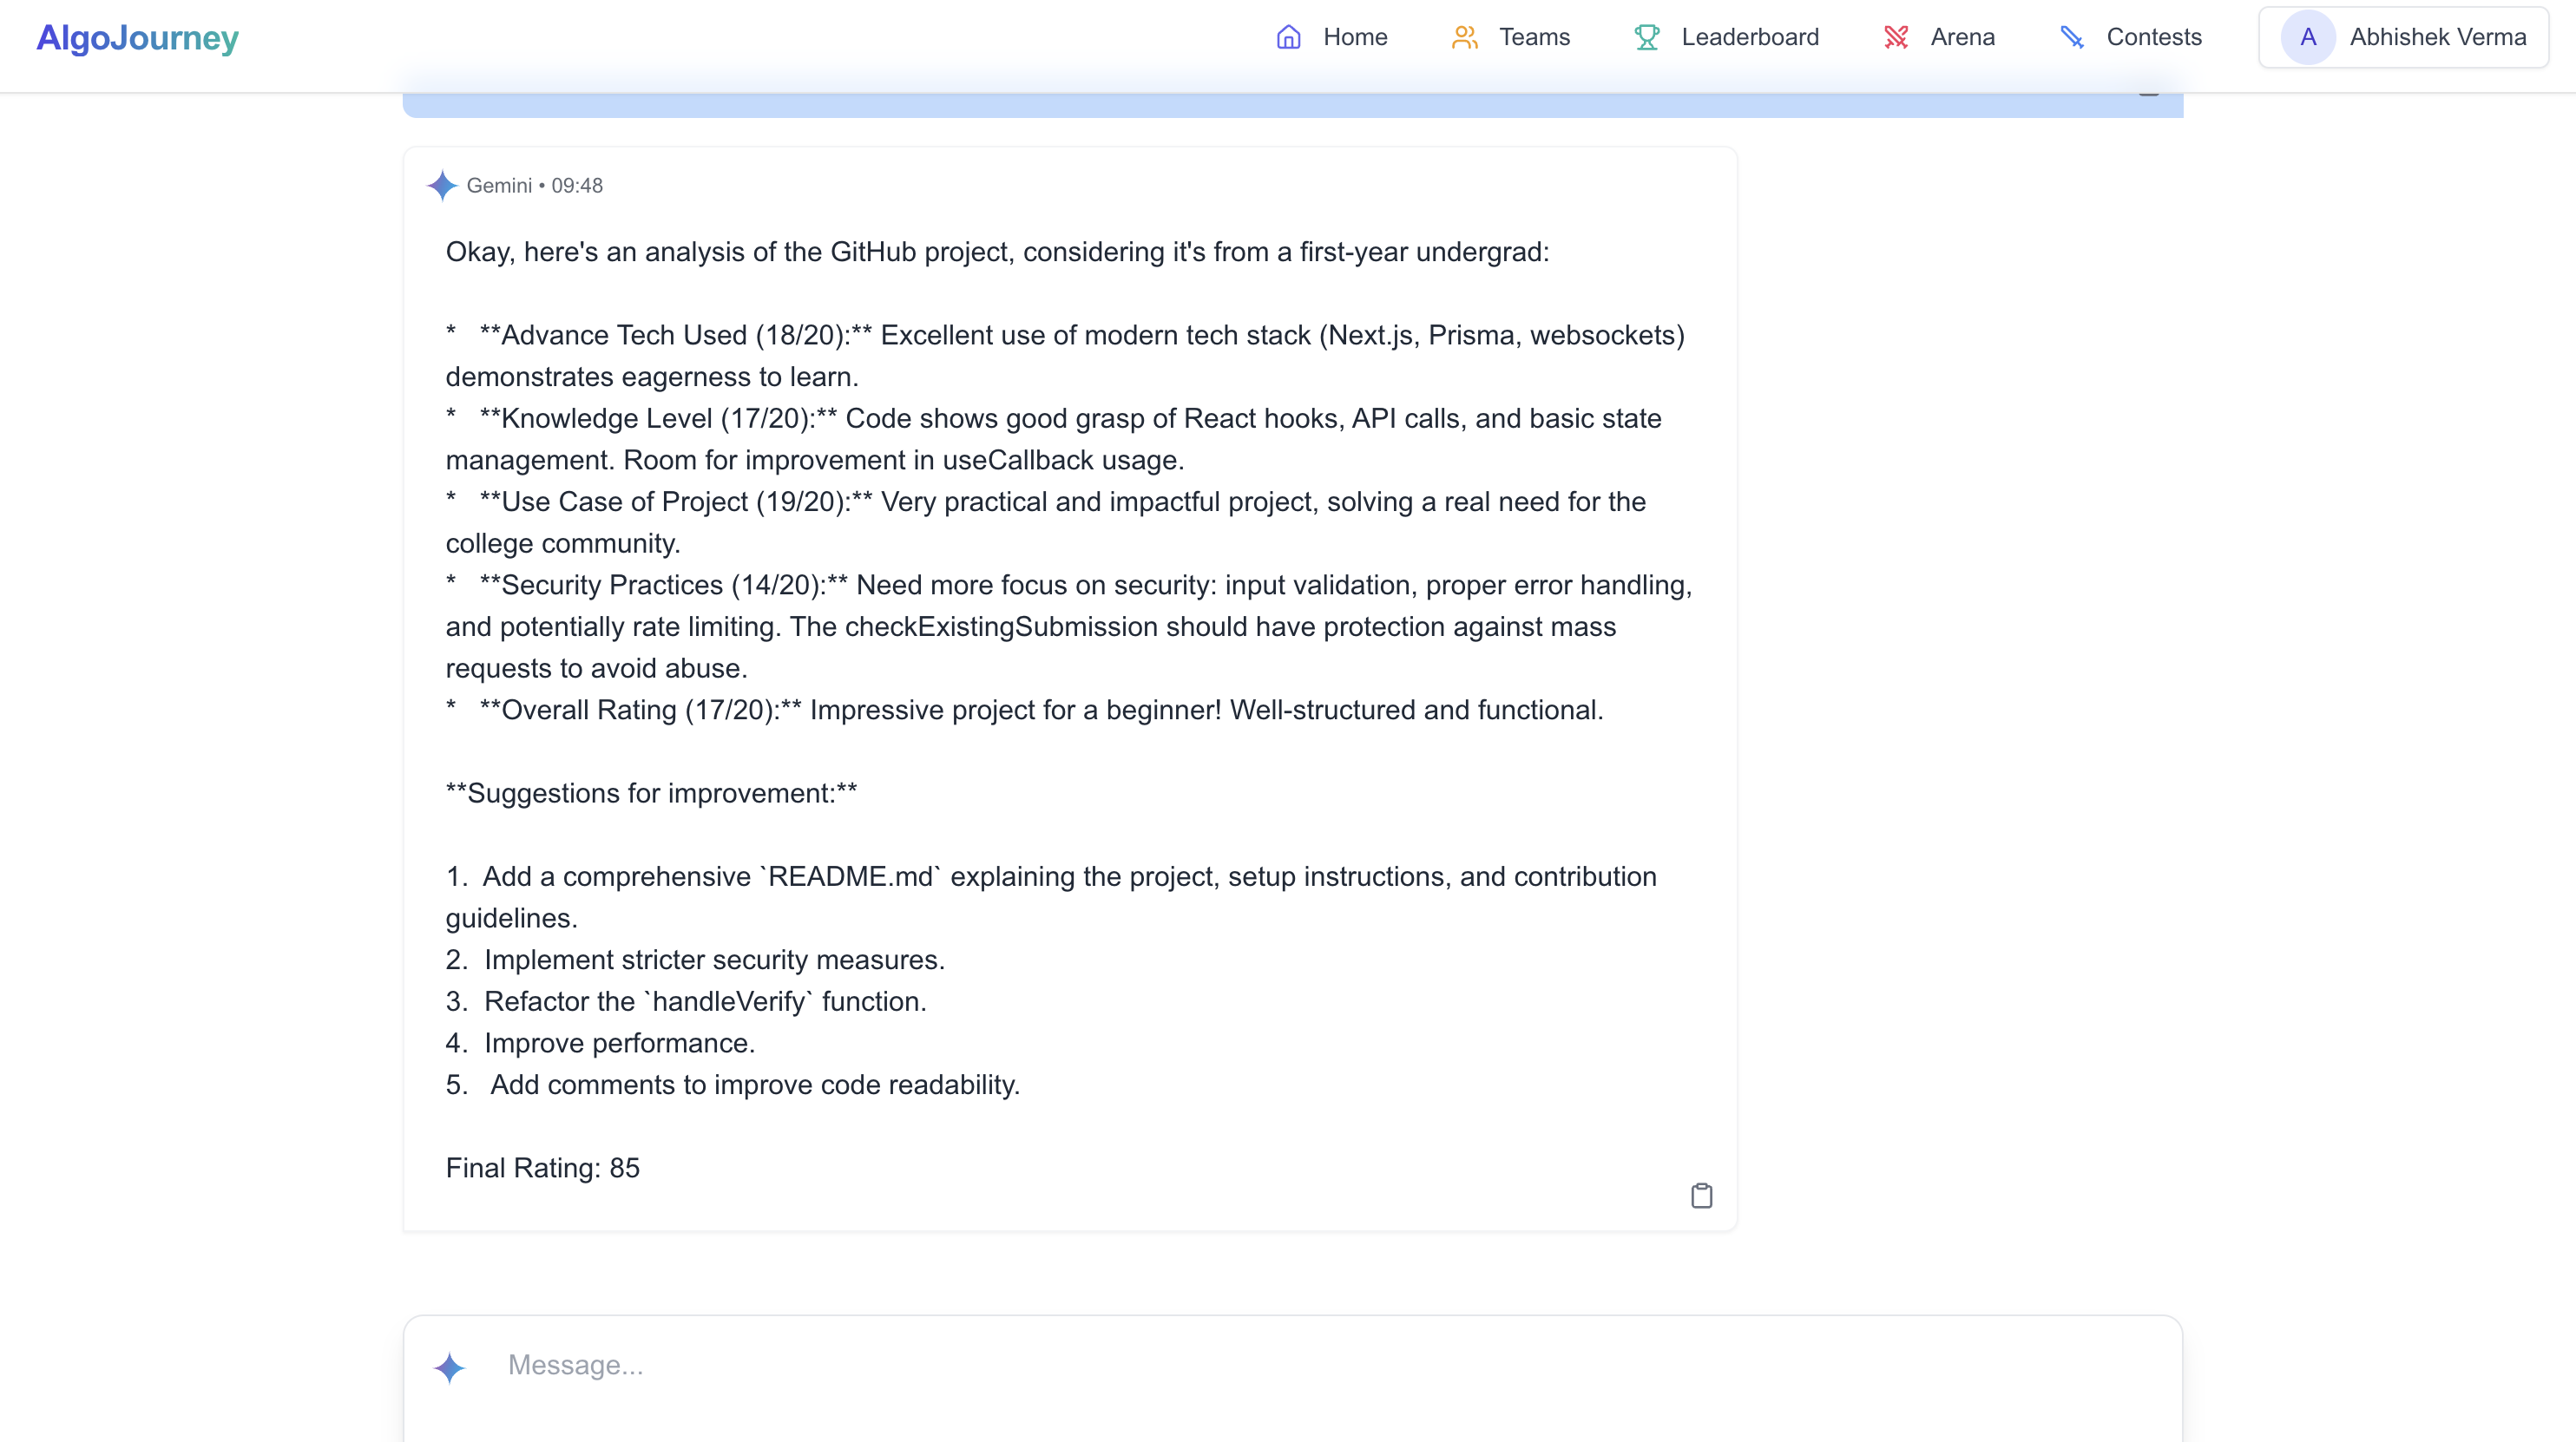 AlgoJourney
Home
Teams
Leaderboard
Arena
Contests
A
Abhishek Verma
Gemini • 09:48
Okay, here's an analysis of the GitHub project, considering it's from a first-year undergrad:
*   **Advance Tech Used (18/20):** Excellent use of modern tech stack (Next.js, Prisma, websockets)
demonstrates eagerness to learn.
*   **Knowledge Level (17/20):** Code shows good grasp of React hooks, API calls, and basic state
management. Room for improvement in useCallback usage.
*   **Use Case of Project (19/20):** Very practical and impactful project, solving a real need for the
college community.
*   **Security Practices (14/20):** Need more focus on security: input validation, proper error handling,
and potentially rate limiting. The checkExistingSubmission should have protection against mass
requests to avoid abuse.
*   **Overall Rating (17/20):** Impressive project for a beginner! Well-structured and functional.
**Suggestions for improvement:**
1.  Add a comprehensive `README.md` explaining the project, setup instructions, and contribution
guidelines.
2.  Implement stricter security measures.
3.  Refactor the `handleVerify` function.
4.  Improve performance.
5.   Add comments to improve code readability.
Final Rating: 85
Message...